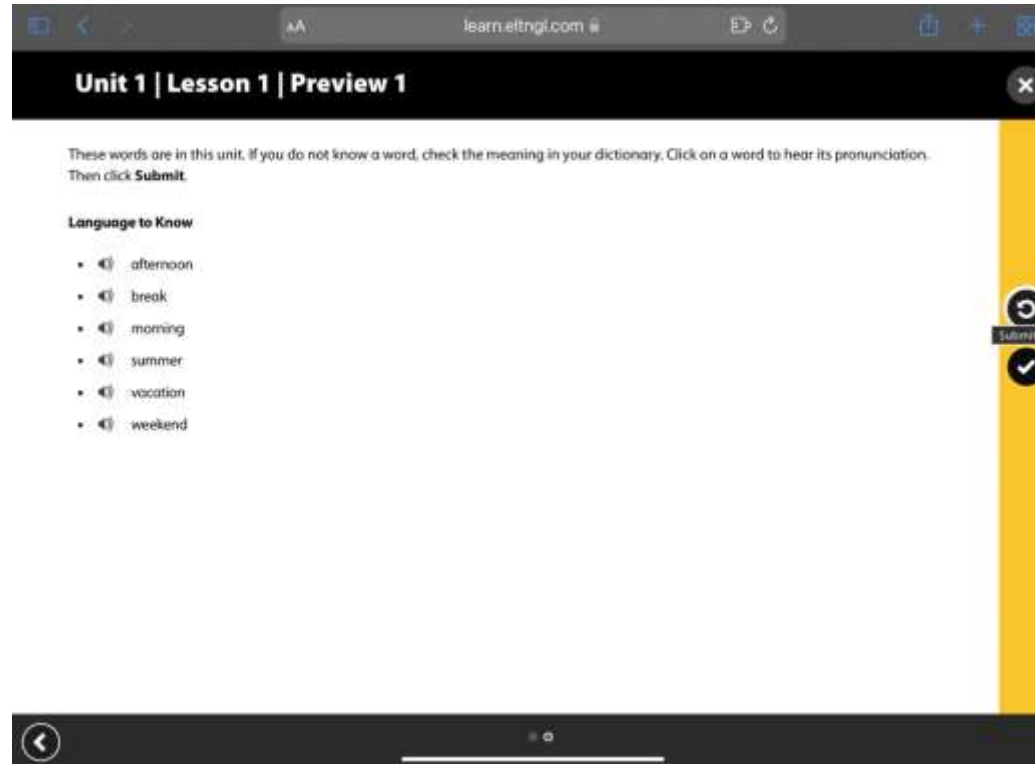 AA
learn.eltngl.com
Unit 1 | Lesson 1 | Preview 1
These words are in this unit. If you do not know a word, check the meaning in your dictionary. Click on a word to hear its pronunciation.
Then click Submit.
Language to Know
• afternoon
• break
• morning
• summer
• vacation
• weekend
Submit